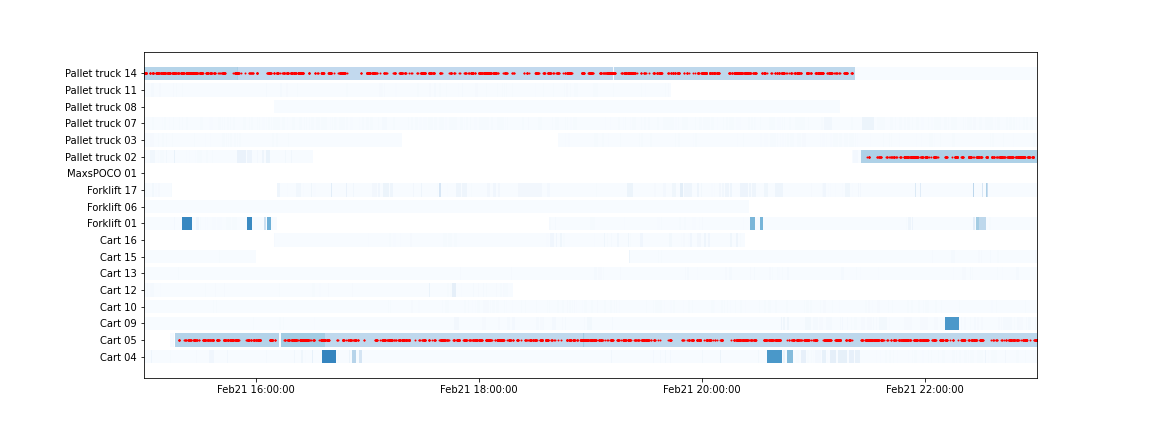 Pallet truck 14
Pallet truck 11
Pallet truck 08
Pallet truck 07
Pallet truck 03
Pallet truck 02
MaxsPOCO 01
Forklift 17
Forklift 06
Forklift 01
Cart 16
Cart 15
Cart 13
Cart 12
Cart 10
Cart 09
Cart 05
Cart 04
Feb21 16:00:00 Feb21 18:00:00 Feb21 20:00:00 Feb21 22:00:00